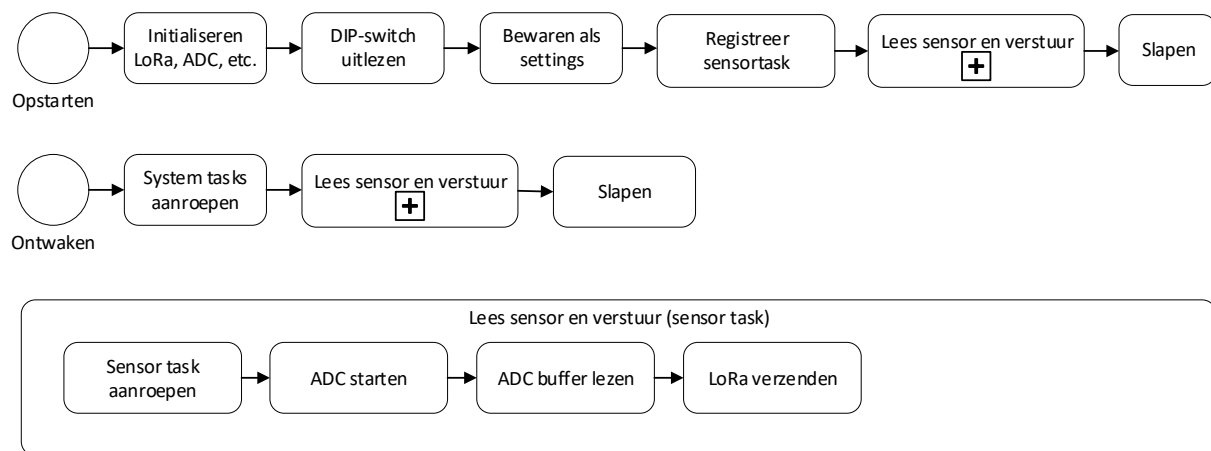 Initialiseren
LoRa, ADC, etc.
DIP-switch
uitlezen
Bewaren als
settings
Registreer
sensortask
Lees sensor en verstuur
Slapen
Opstarten
System tasks
aanroepen
Lees sensor en verstuur
Slapen
Ontwaken
Lees sensor en verstuur (sensor task)
Sensor task
aanroepen
ADC starten
ADC buffer lezen
LoRa verzenden